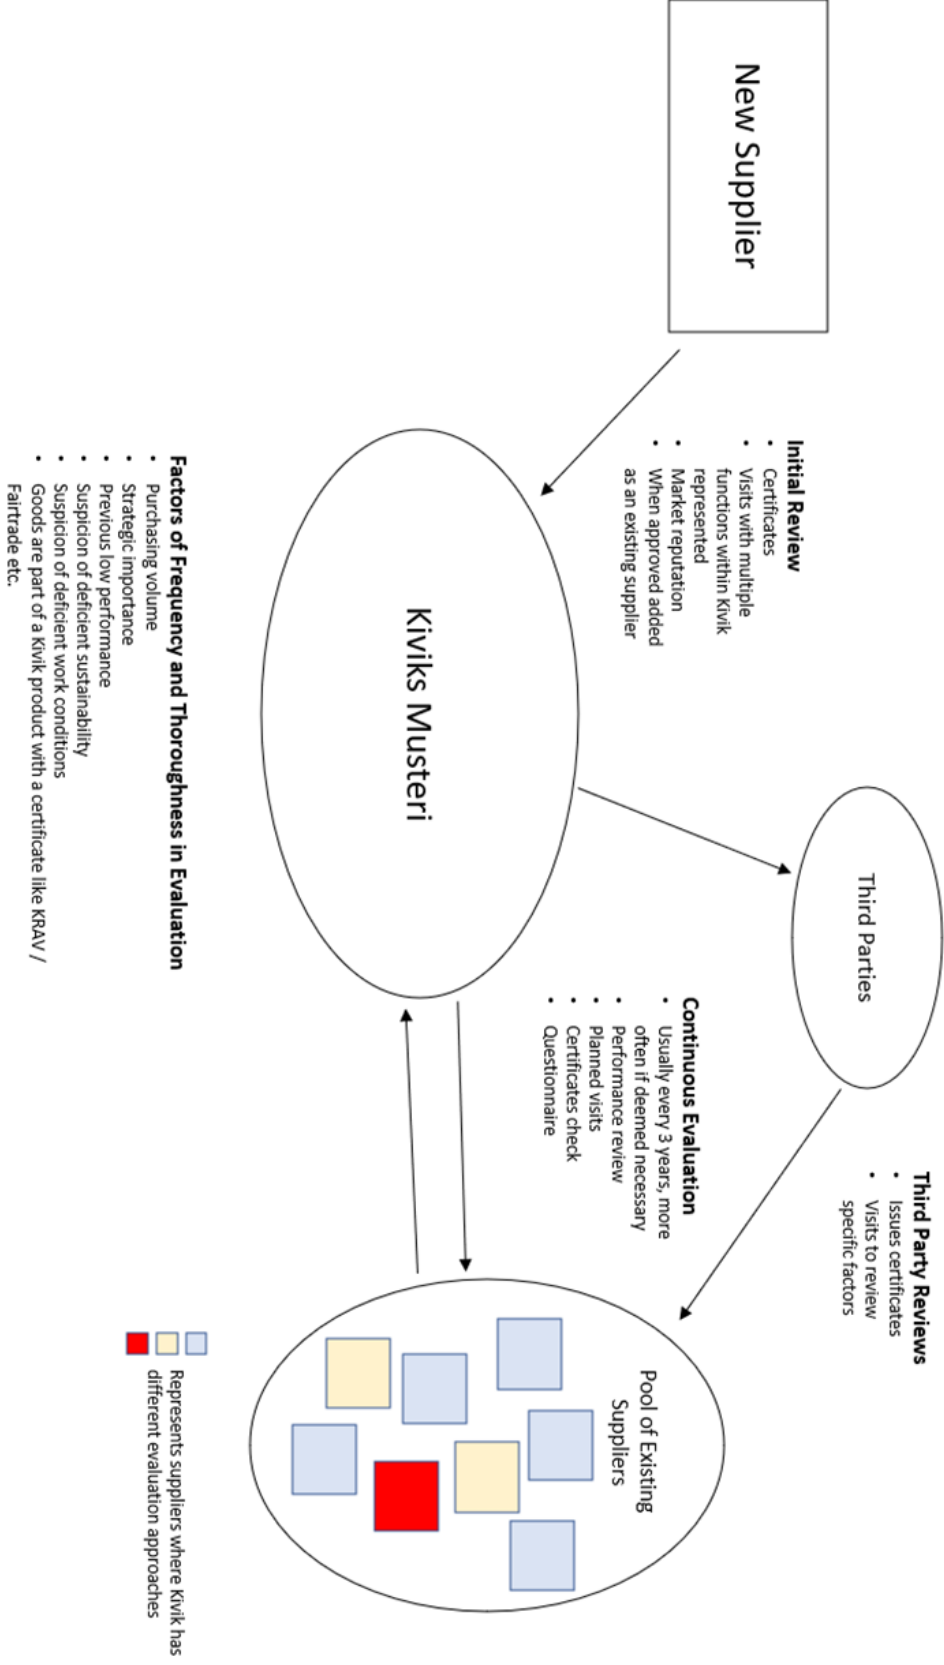 New Supplier
Initial Review
• Certificates
• Visits with multiple
functions within Kivik
represented
• Market reputation
• When approved added
as an existing supplier
Third Parties
Third Party Reviews
• Issues certificates
• Visits to review
specific factors
Kiviks Musteri
Continuous Evaluation
• Usually every 3 years, more
often if deemed necessary
• Performance review
• Planned visits
• Certificates check
• Questionnaire
Pool of Existing
Suppliers
Factors of Frequency and Thoroughness in Evaluation
• Purchasing volume
• Strategic importance
• Previous low performance
• Suspicion of deficient sustainability
• Suspicion of deficient work conditions
• Goods are part of a Kivik product with a certificate like KRAV /
Fairtrade etc.
Represents suppliers where Kivik has
different evaluation approaches